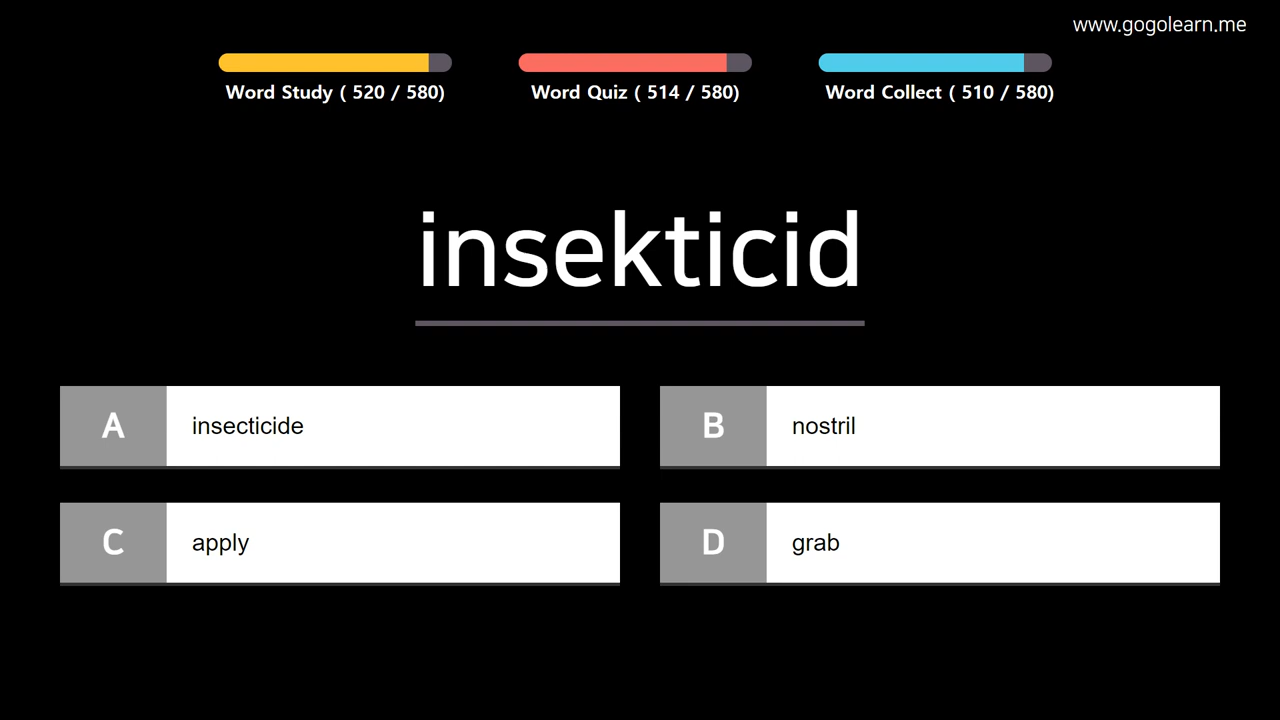 www.gogolearn.me
Word Study ( 520 / 580)
Word Quiz ( 514 / 580)
Word Collect ( 510 / 580)
insekticid
A insecticide
B nostril
C apply
D grab